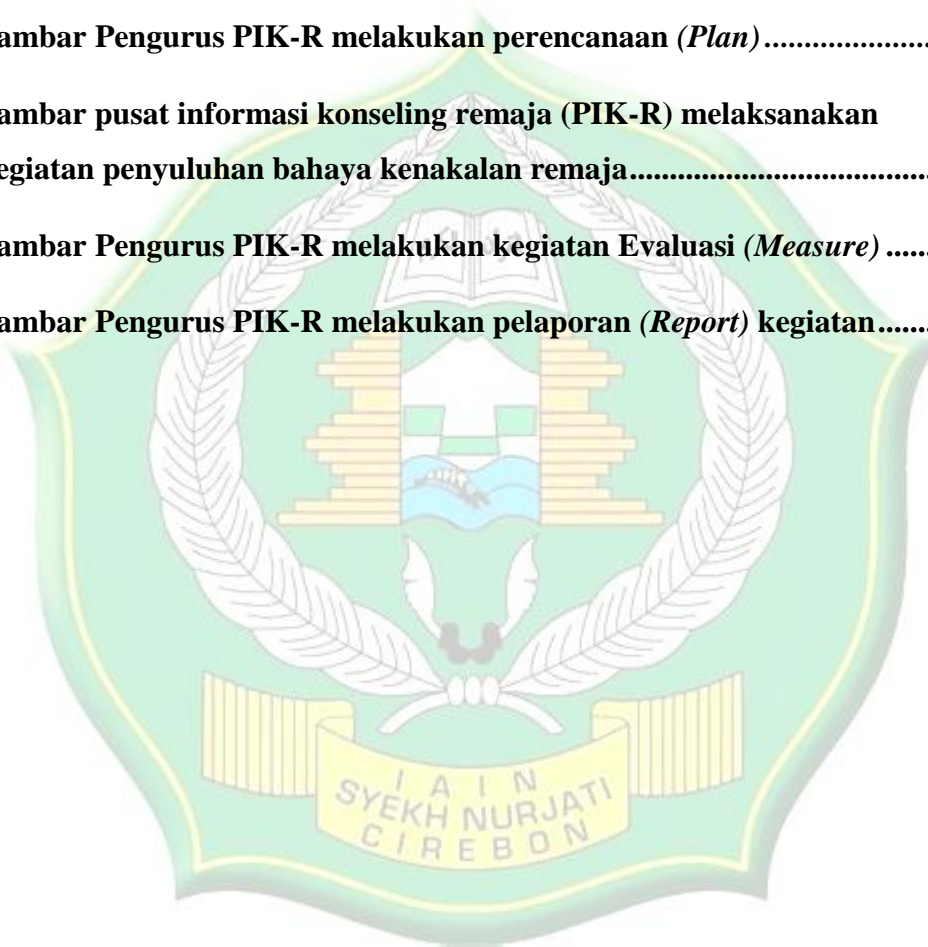 ambar Pengurus PIK-R melakukan perencanaan (Plan)....................
ambar pusat informasi konseling remaja (PIK-R) melaksanakan
egiatan penyuluhan bahaya kenakalan remaja.....................................
ambar Pengurus PIK-R melakukan kegiatan Evaluasi (Measure) ......
ambar Pengurus PIK-R melakukan pelaporan (Report) kegiatan.......
IAIN
SYEKH NURJATI
CIREBON